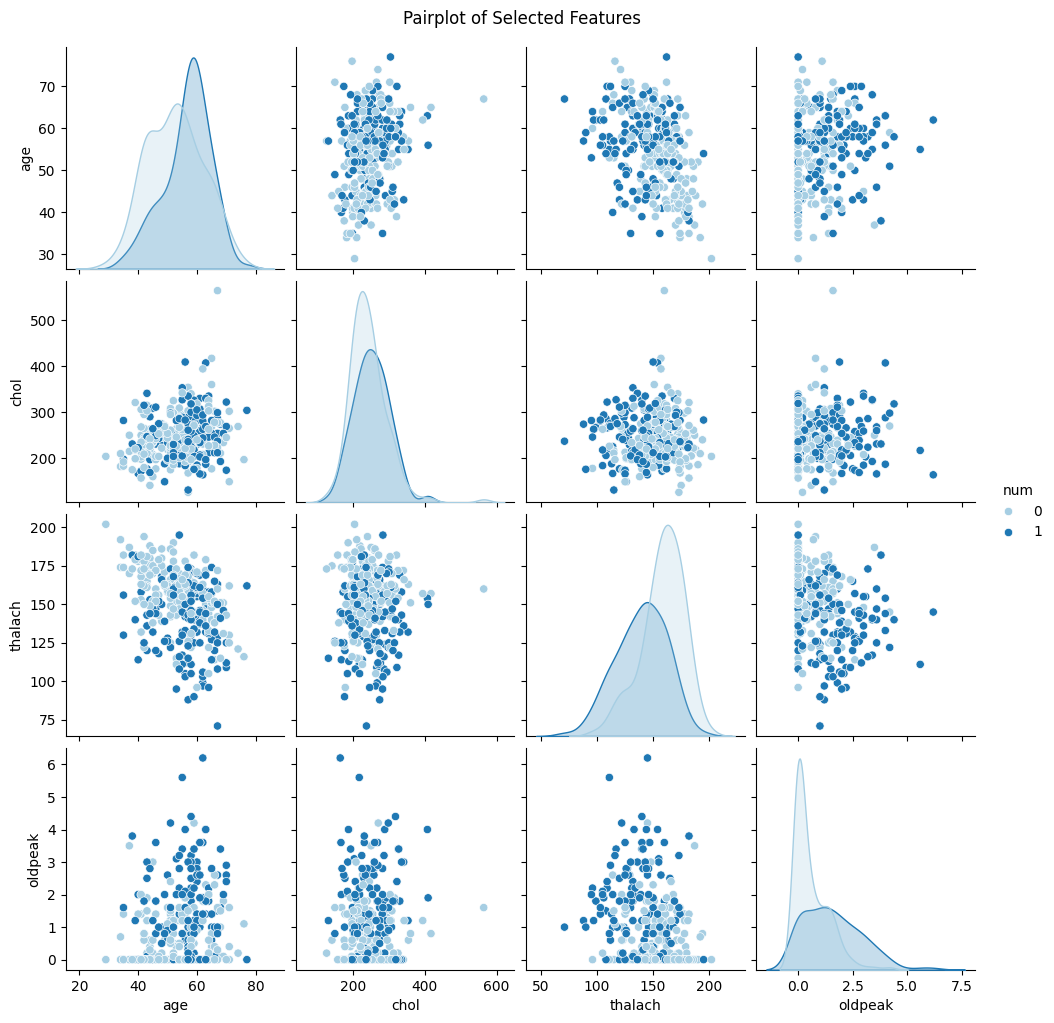 Pairplot of Selected Features
70
60
50
40
30
age
500
400
300
200
chol
num
0
1
200
175
150
125
100
75
thalach
6
5
4
3
2
1
0
oldpeak
20 40 60 80
200 400 600
50 100 150 200
0.0 2.5 5.0 7.5
age chol thalach oldpeak